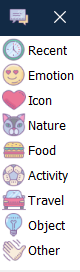 Recent
Emotion
Icon
Nature
Food
Activity
Travel
Object
Other